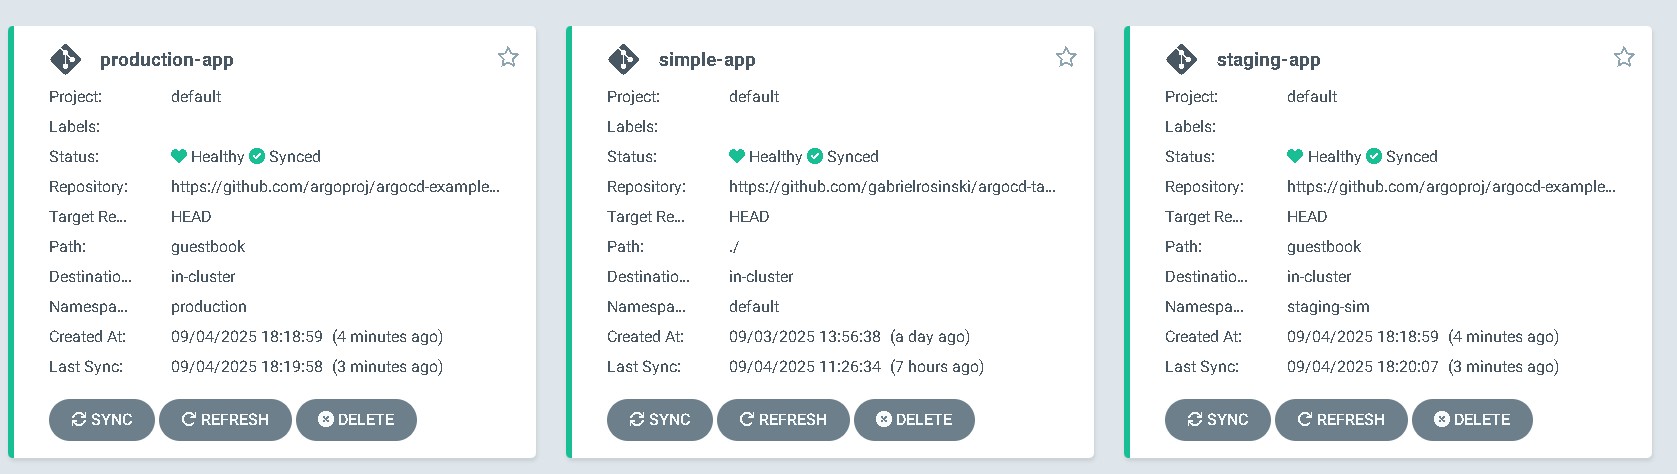 production-app
Project: default
Labels:
Status: Healthy Synced
Repository: https://github.com/argoproj/argocd-example...
Target Re... HEAD
Path: guestbook
Destinatio... in-cluster
Namespa... production
Created At: 09/04/2025 18:18:59 (4 minutes ago)
Last Sync: 09/04/2025 18:19:58 (3 minutes ago)
SYNC REFRESH DELETE
simple-app
Project: default
Labels:
Status: Healthy Synced
Repository: https://github.com/gabrielrosinski/argocd-ta...
Target Re... HEAD
Path: ./
Destinatio... in-cluster
Namespa... default
Created At: 09/03/2025 13:56:38 (a day ago)
Last Sync: 09/04/2025 11:26:34 (7 hours ago)
SYNC REFRESH DELETE
staging-app
Project: default
Labels:
Status: Healthy Synced
Repository: https://github.com/argoproj/argocd-example...
Target Re... HEAD
Path: guestbook
Destinatio... in-cluster
Namespa... staging-sim
Created At: 09/04/2025 18:18:59 (4 minutes ago)
Last Sync: 09/04/2025 18:20:07 (3 minutes ago)
SYNC REFRESH DELETE